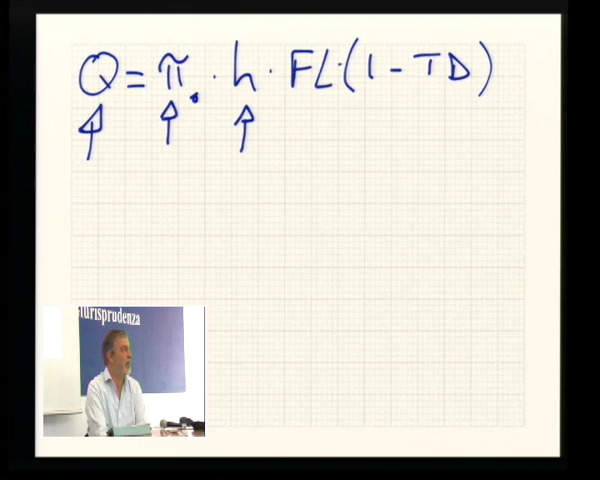 Q = π̃ . · h · FL · (1 - TD)
iurisprudenza